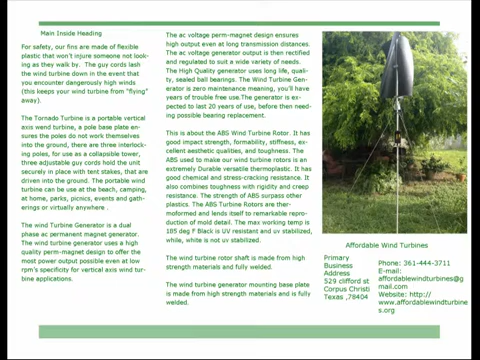 Main Inside Heading
For safety, our fins are made of flexible
plastic that won't injure someone not look-
ing as they walk by.  The guy cords lash
the wind turbine down in the event that
you encounter dangerously high winds
(this keeps your wind turbine from "flying"
away).
The Tornado Turbine is a portable vertical
axis wend turbine, a pole base plate en-
sures the poles do not work themselves
into the ground, there are three interlock-
ing poles, for use as a collapsible tower,
three adjustable guy cords hold the unit
securely in place with tent stakes, that are
driven into the ground. The portable wind
turbine can be used at the beach, camping,
at home, parks, picnics, events and gath-
erings or virtually anywhere .
The wind Turbine Generator is a dual
phase ac permanent magnet generator.
The wind turbine generator uses a high
quality perm-magnet design to offer the
most power output possible even at low
rpm's specificity for vertical axis wind tur-
bine applications.
The ac voltage perm-magnet design ensures
high output even at long transmission distances.
The ac voltage generator output is then rectified
and regulated to suit a wide variety of needs.
The High Quality generator uses long life, qual-
ity, sealed ball bearings. The Wind Turbine Gen-
erator is zero maintenance meaning, you'll have
years of trouble free use.The generator is ex-
pected to last 20 years of use, before then need-
ing possible bearing replacement.
This is about the ABS Wind Turbine Rotor. It has
good impact strength, formability, stiffness, ex-
cellent aesthetic qualities, and toughness. The
ABS used to make our wind turbine rotors is an
extremely Durable versatile thermoplastic. It has
good chemical and stress-cracking resistance. It
also combines toughness with rigidity and creep
resistance. The strength of ABS surpass other
plastics. The ABS Turbine Rotors are ther-
moformed and lends itself to remarkable repro-
duction of mold detail. The max working temp is
185 deg F Black is UV resistant and uv stabilized,
while, white is not uv stabilized.
The wind turbine rotor shaft is made from high
strength materials and fully welded.
The wind turbine generator mounting base plate
is made from high strength materials and is fully
welded.
Affordable Wind Turbines
Primary
Business
Address
529 clifford st
Corpus Christi
Texas ,78404
Phone: 361-444-3711
E-mail:
affordablewindturbines@g
mail.com
Website: http://
www.affordablewindturbine
s.org